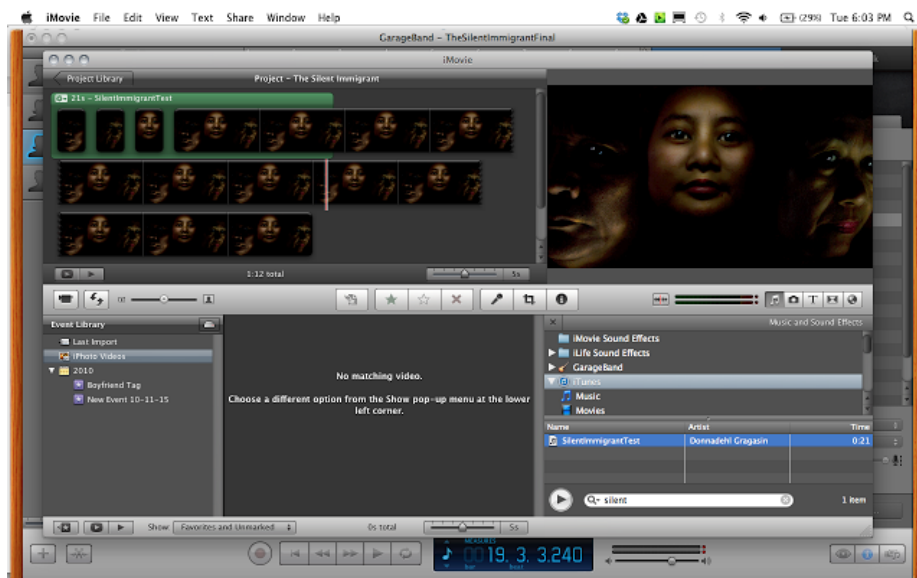 iMovie File Edit View Text Share Window Help (29%) Tue 6:03 PM
GarageBand - TheSilentImmigrantFinal
iMovie
Project Library Project - The Silent Immigrant
21s - SilentImmigrantTest
1:12 total 5s
Event Library Music and Sound Effects
Last Import
iPhoto Videos
2010
Boyfriend Tag
New Event 10-11-15
No matching video.
Choose a different option from the Show pop-up menu at the lower
left corner.
iMovie Sound Effects
iLife Sound Effects
GarageBand
iTunes
Music
Movies
Name Artist Time
SilentImmigrantTest Donnadehl Gragasin 0:21
silent 1 item
Show: Favorites and Unmarked 0s total 5s
MEASURES
0019. 3. 3.240
bar beat